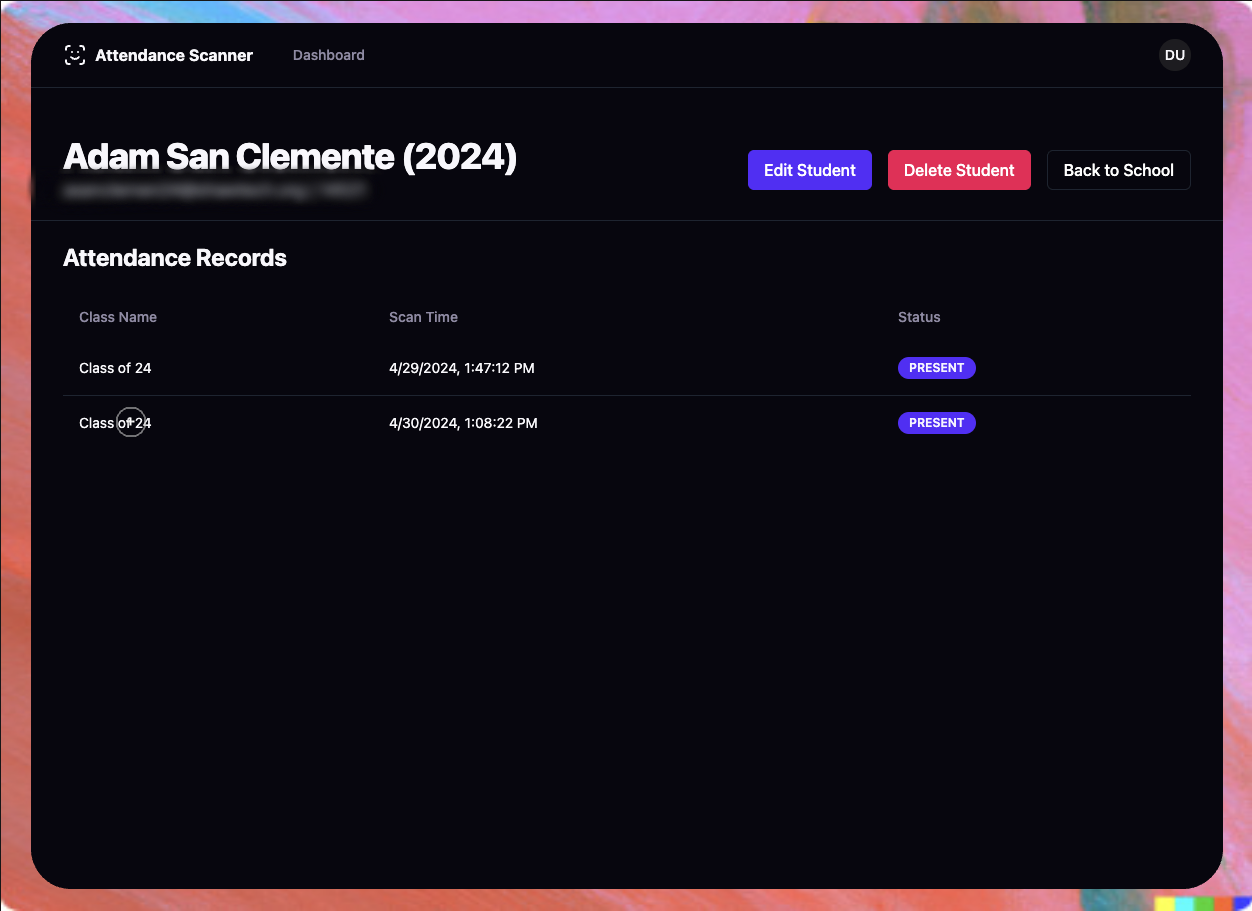 Attendance Scanner Dashboard DU
Adam San Clemente (2024)
Edit Student Delete Student Back to School
Attendance Records
Class Name Scan Time Status
Class of 24 4/29/2024, 1:47:12 PM PRESENT
Class of 24 4/30/2024, 1:08:22 PM PRESENT